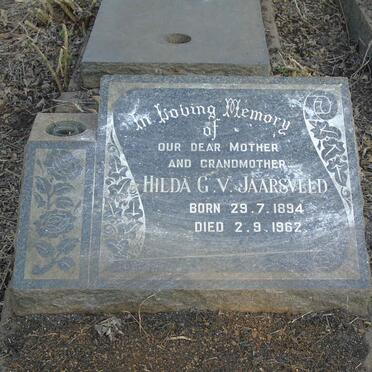 In Loving Memory
of
OUR DEAR MOTHER
AND GRANDMOTHER
HILDA G. V. JAARSVELD
BORN 29.7.1894
DIED 2.9.1962